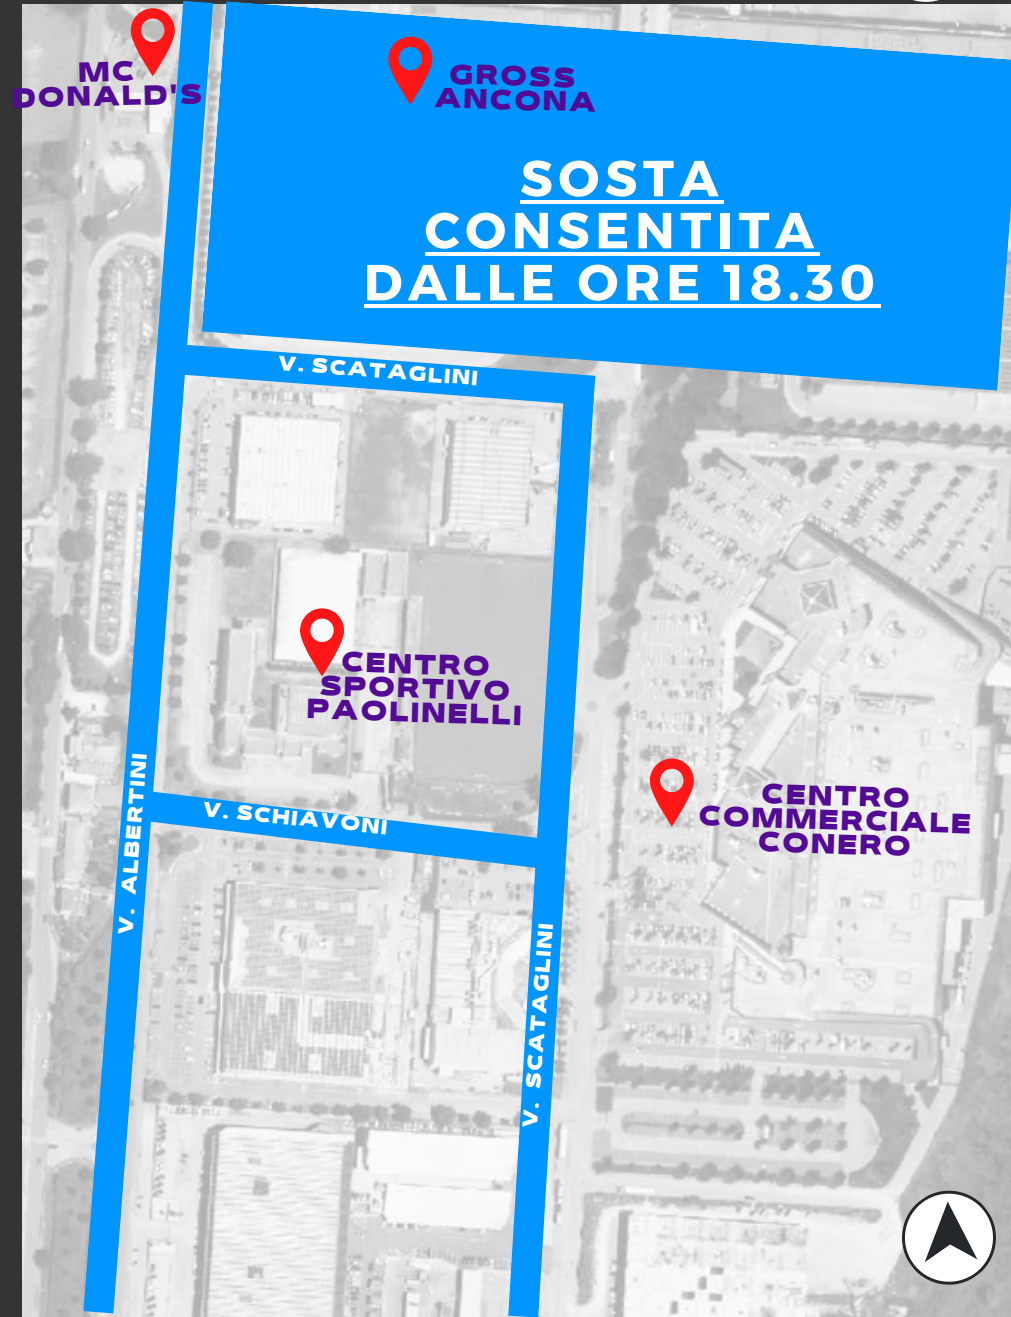 MC
DONALD'S
GROSS
ANCONA
SOSTA
CONSENTITA
DALLE ORE 18.30
V. SCATAGLINI
CENTRO
SPORTIVO
PAOLINELLI
V. ALBERTINI
V. SCHIAVONI
CENTRO
COMMERCIALE
CONERO
V. SCATAGLINI